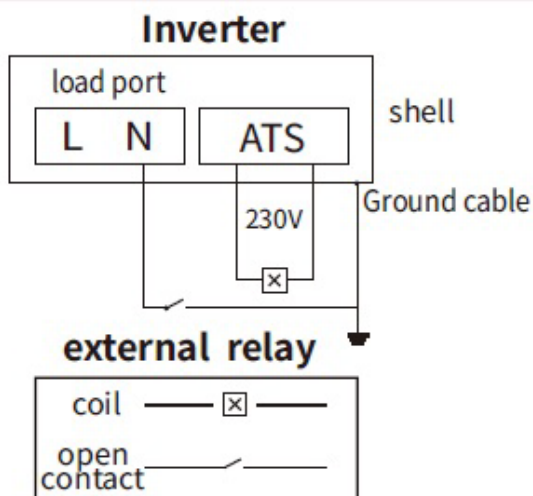 Inverter
load port
shell
L N
ATS
Ground cable
230V
external relay
coil
open
contact